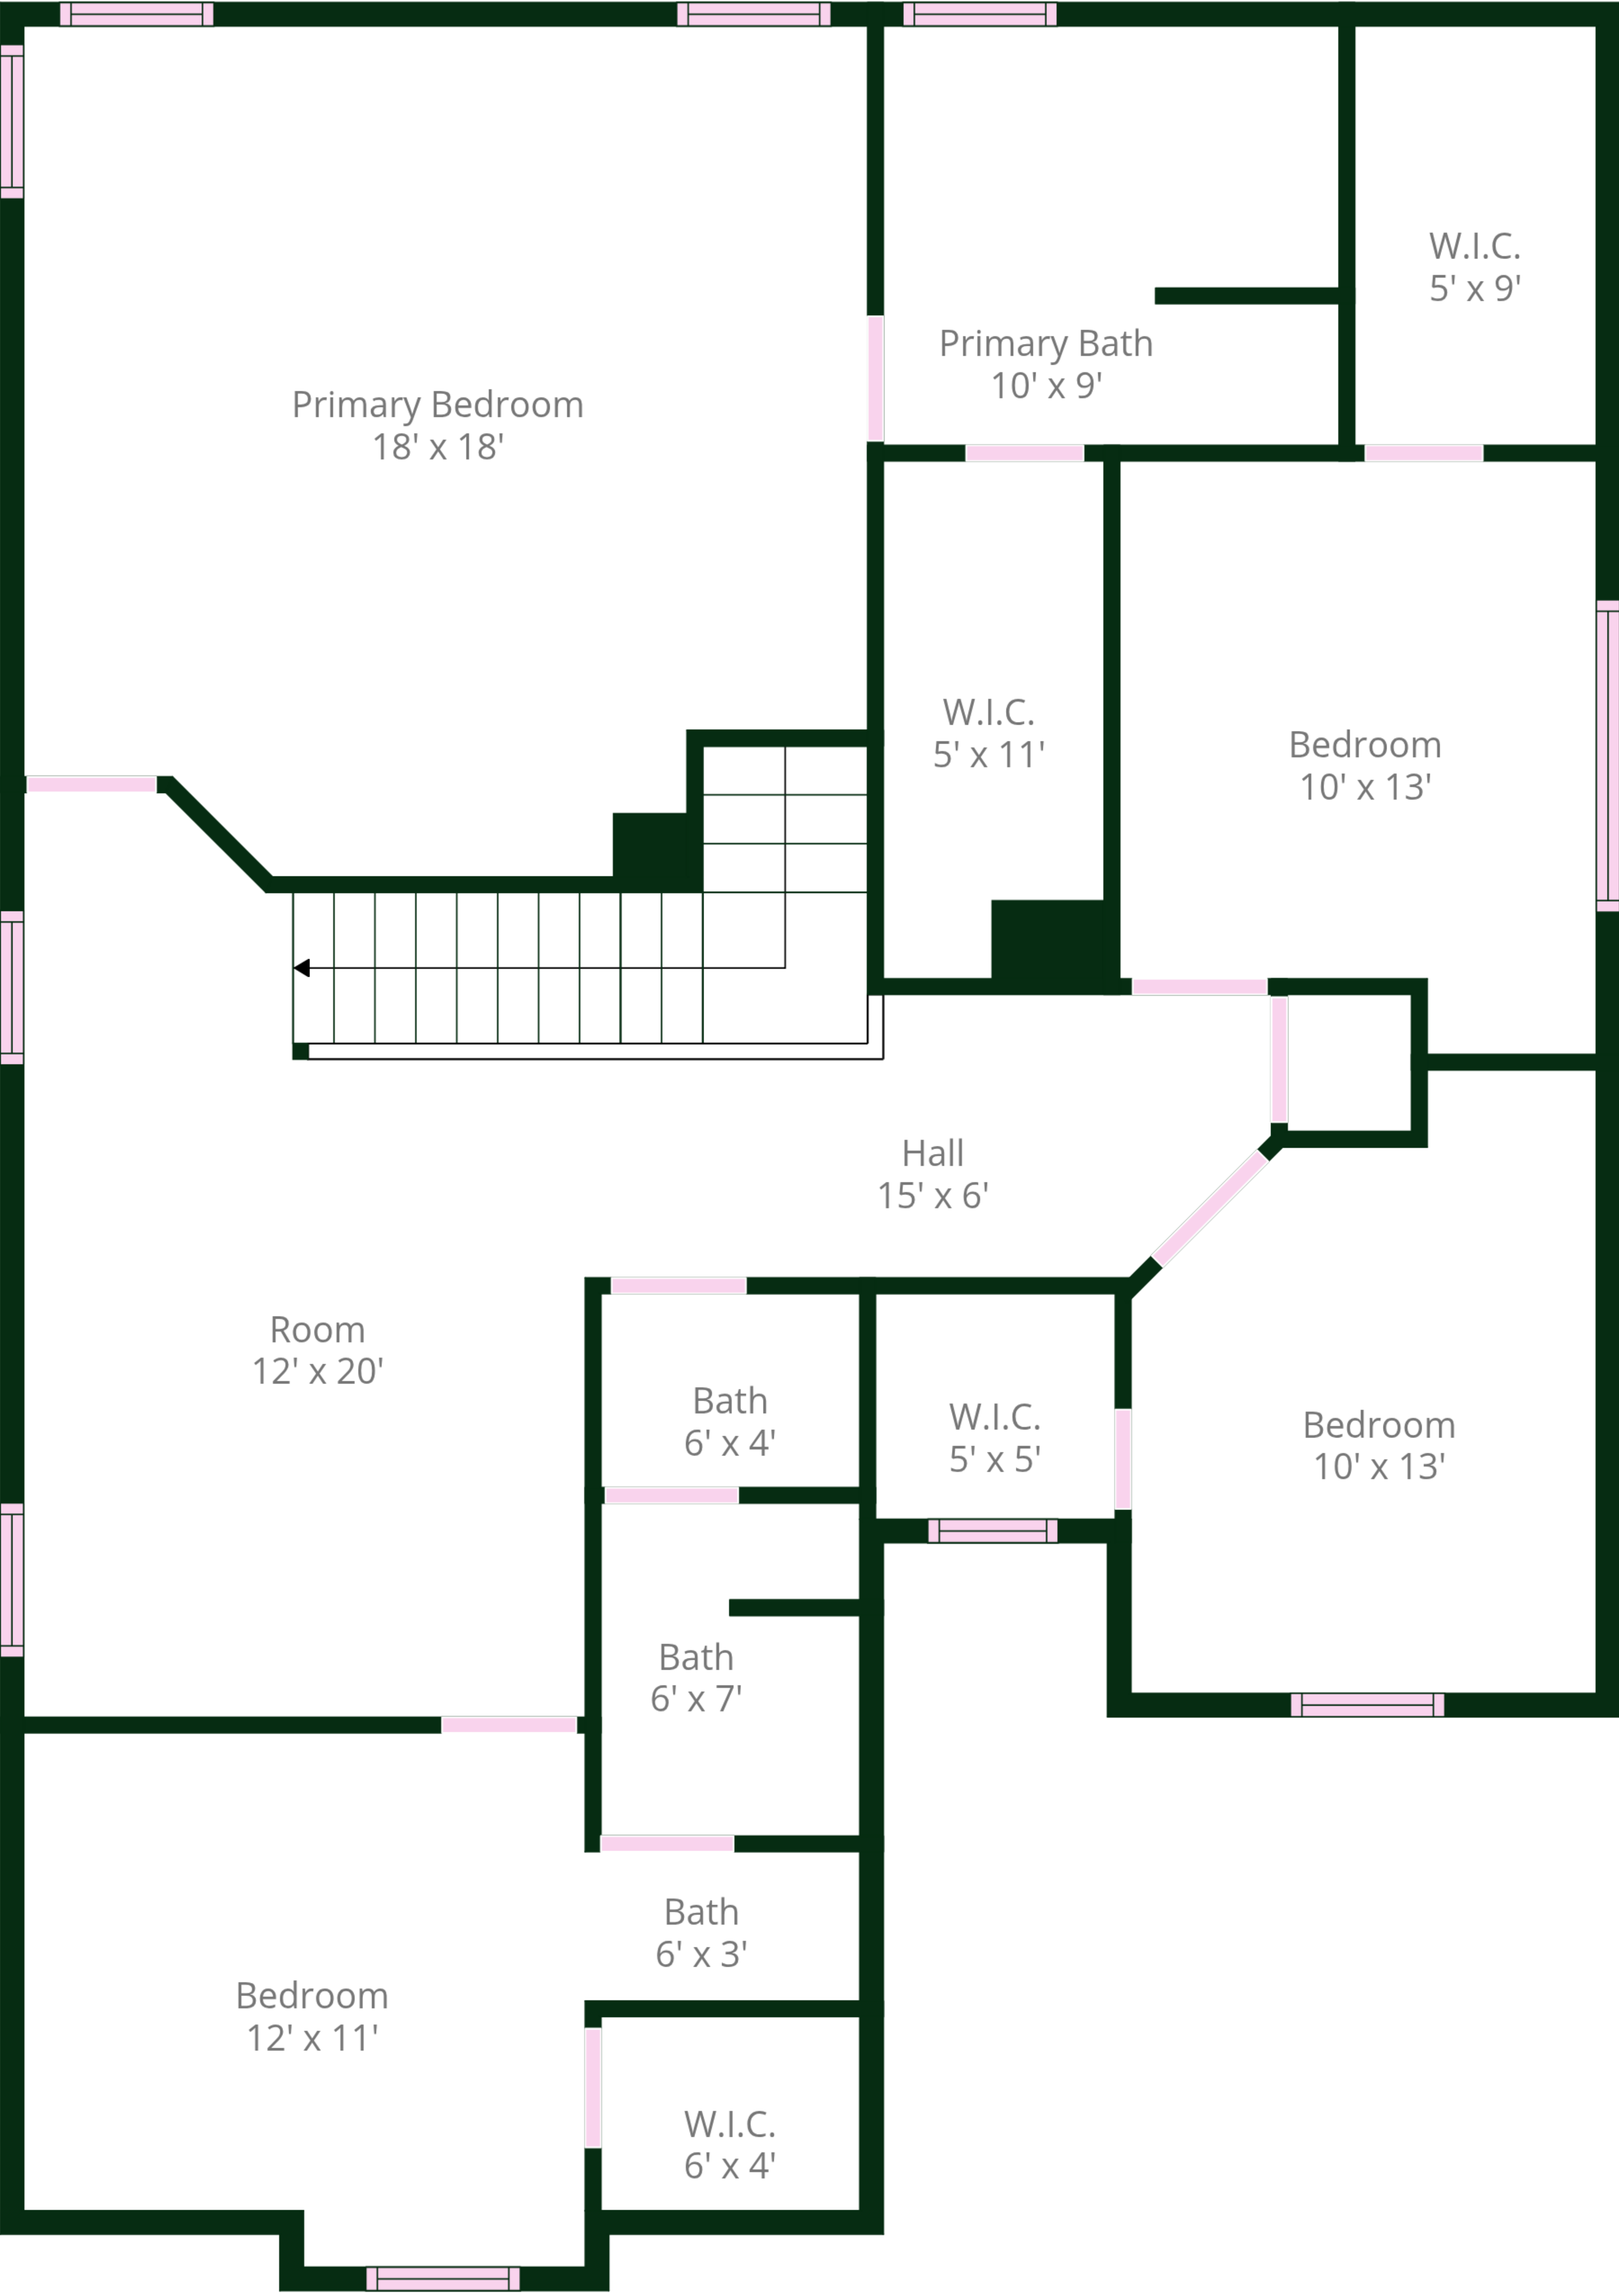 W.I.C.
5' x 9'
Primary Bath
10' x 9'
Primary Bedroom
18' x 18'
W.I.C.
5' x 11'
Bedroom
10' x 13'
Hall
15' x 6'
Room
12' x 20'
Bath
6' x 4'
W.I.C.
5' x 5'
Bedroom
10' x 13'
Bath
6' x 7'
Bath
6' x 3'
Bedroom
12' x 11'
W.I.C.
6' x 4'